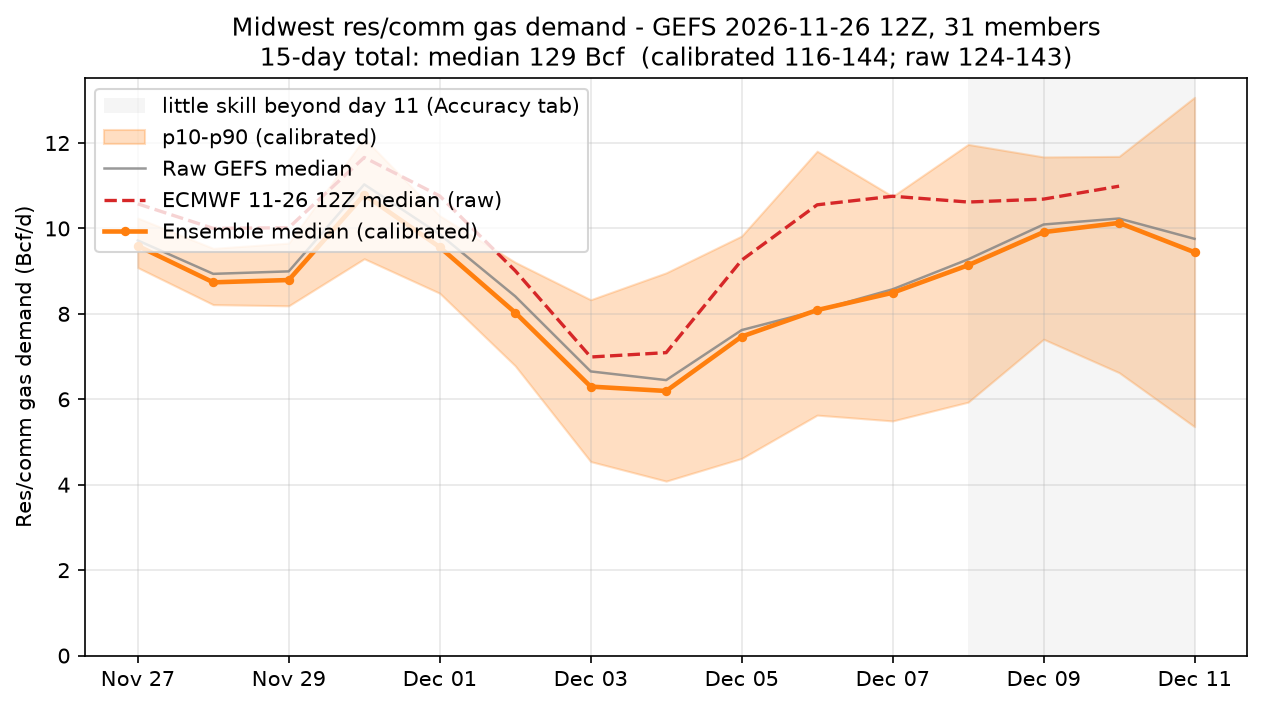 Midwest res/comm gas demand - GEFS 2026-11-26 12Z, 31 members
15-day total: median 129 Bcf  (calibrated 116-144; raw 124-143)
little skill beyond day 11 (Accuracy tab)
p10-p90 (calibrated)
Raw GEFS median
ECMWF 11-26 12Z median (raw)
Ensemble median (calibrated)
Res/comm gas demand (Bcf/d)
12
10
8
6
4
2
0
Nov 27
Nov 29
Dec 01
Dec 03
Dec 05
Dec 07
Dec 09
Dec 11